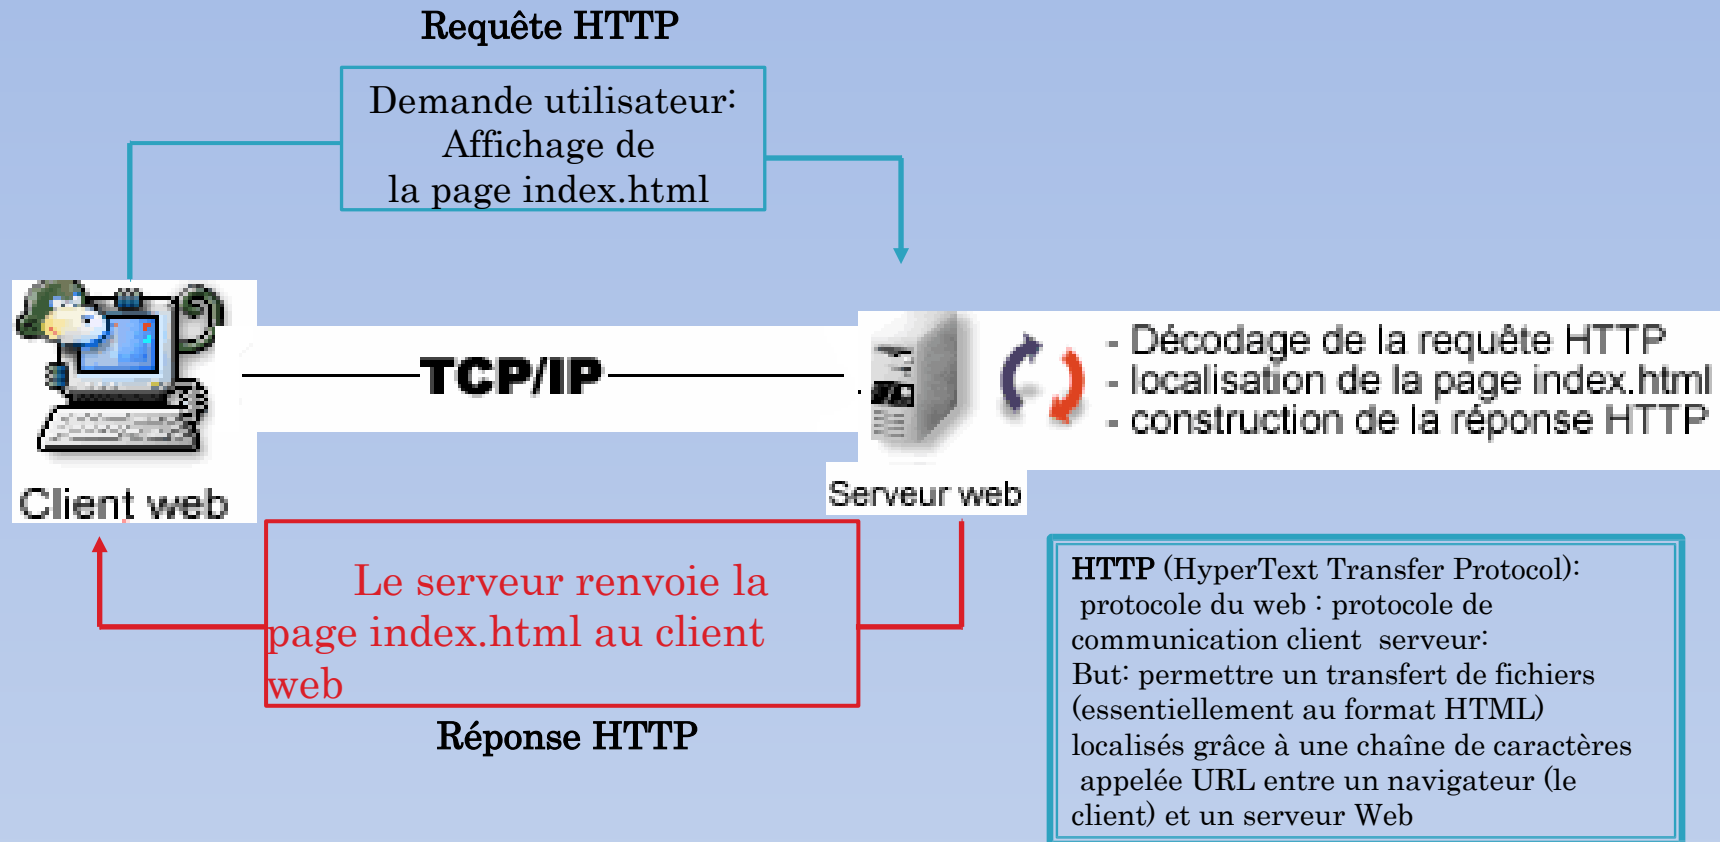 Requête HTTP
Demande utilisateur:
Affichage de
la page index.html
TCP/IP
Client web
Serveur web
- Décodage de la requête HTTP
- localisation de la page index.html
- construction de la réponse HTTP
Le serveur renvoie la
page index.html au client
web
Réponse HTTP
HTTP (HyperText Transfer Protocol):
protocole du web : protocole de
communication client serveur:
But: permettre un transfert de fichiers
(essentiellement au format HTML)
localisés grâce à une chaîne de caractères
appelée URL entre un navigateur (le
client) et un serveur Web